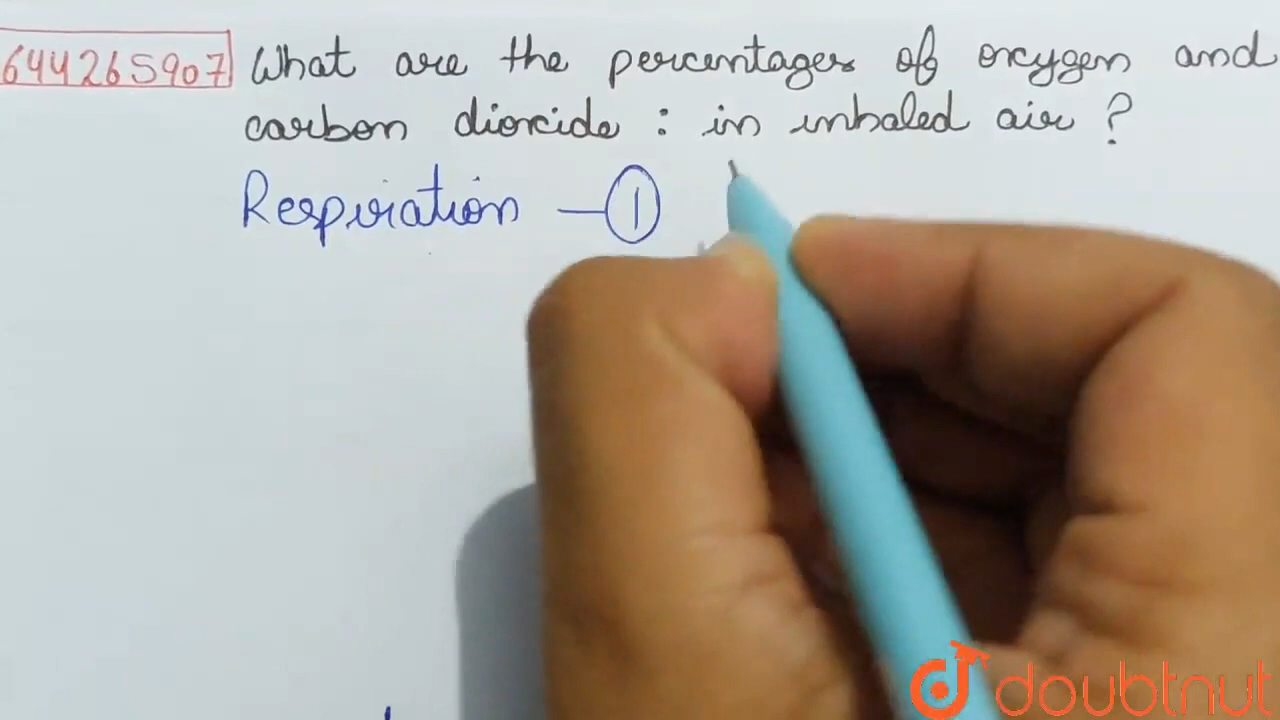 644265907 What are the percentages of oxygen and
carbon dioxide : in inhaled air ?
Respiration - 1
doubtnut